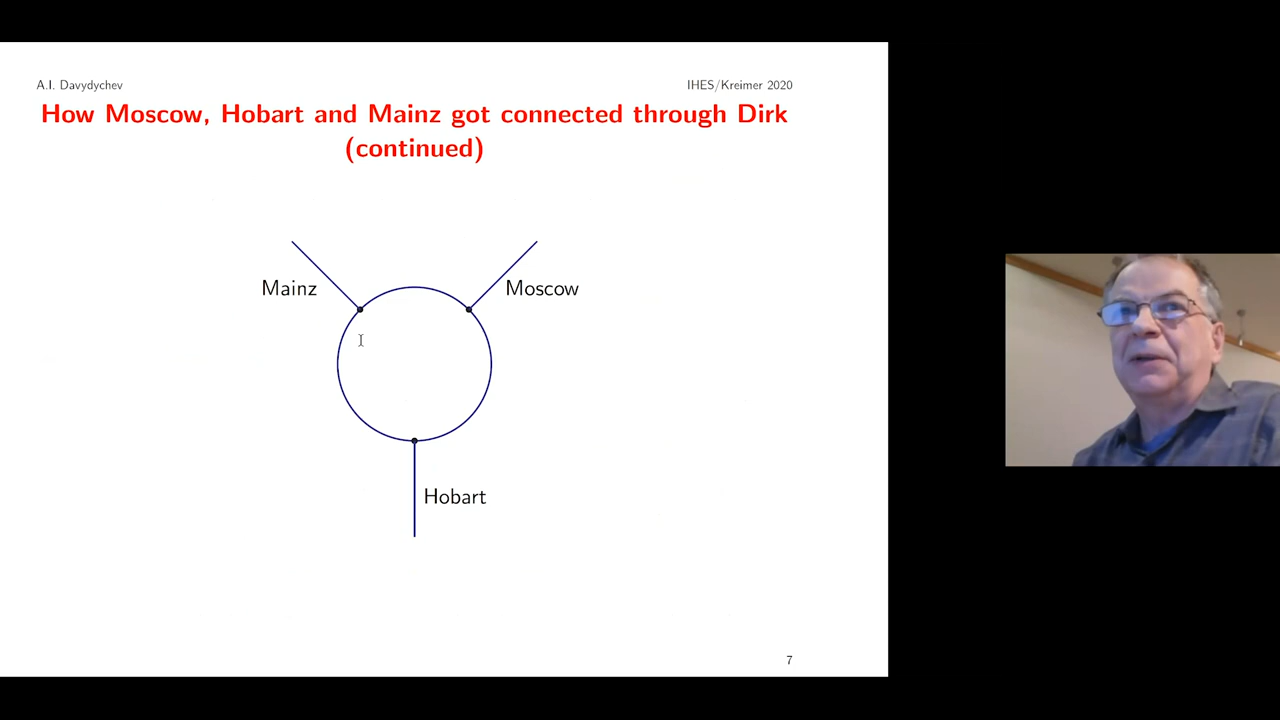 A.I. Davydychev
IHES/Kreimer 2020
How Moscow, Hobart and Mainz got connected through Dirk
(continued)
Mainz
Moscow
Hobart
7